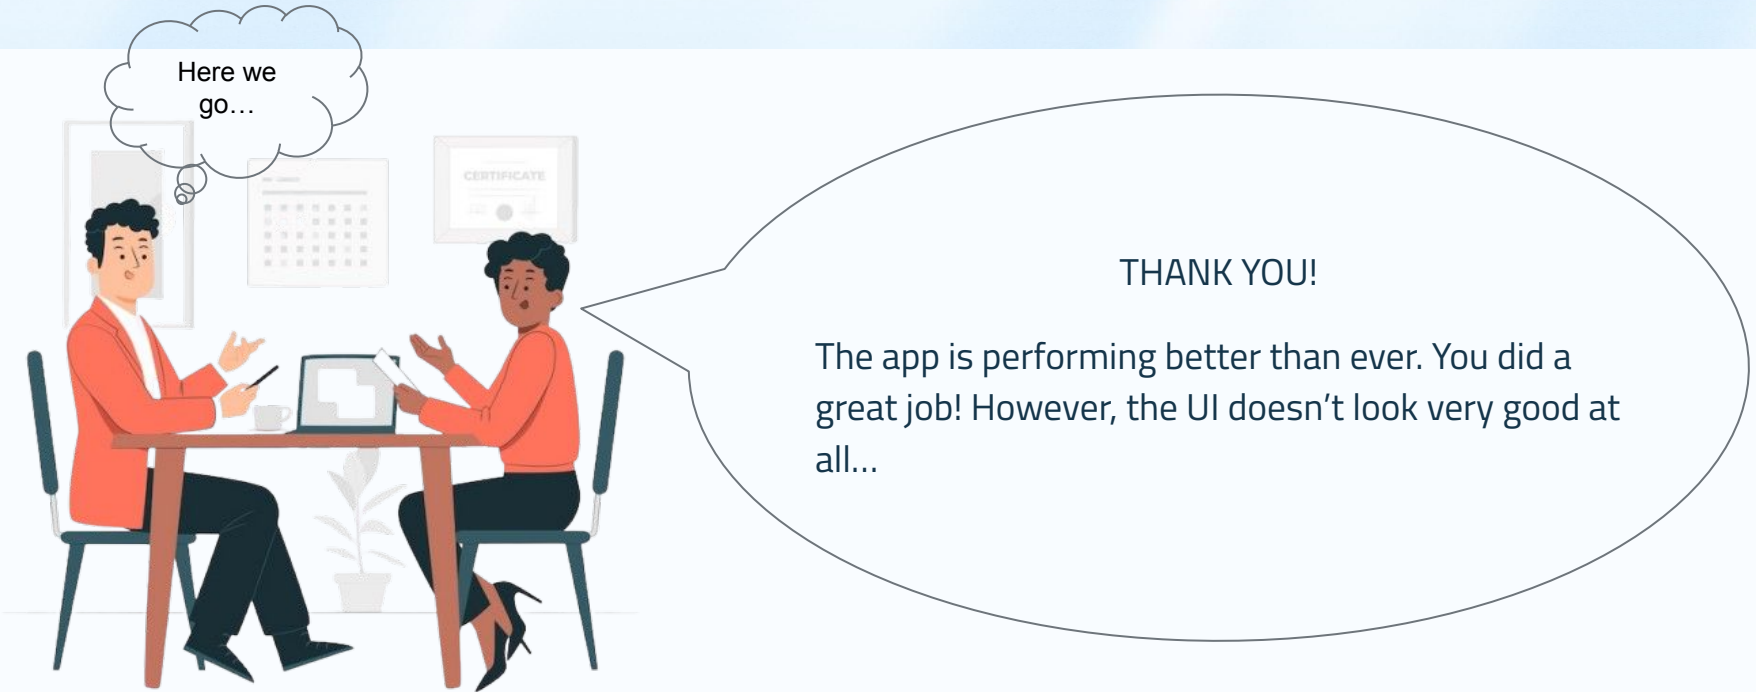 Here we
go…
CERTIFICATE
THANK YOU!
The app is performing better than ever. You did a
great job! However, the UI doesn’t look very good at
all…